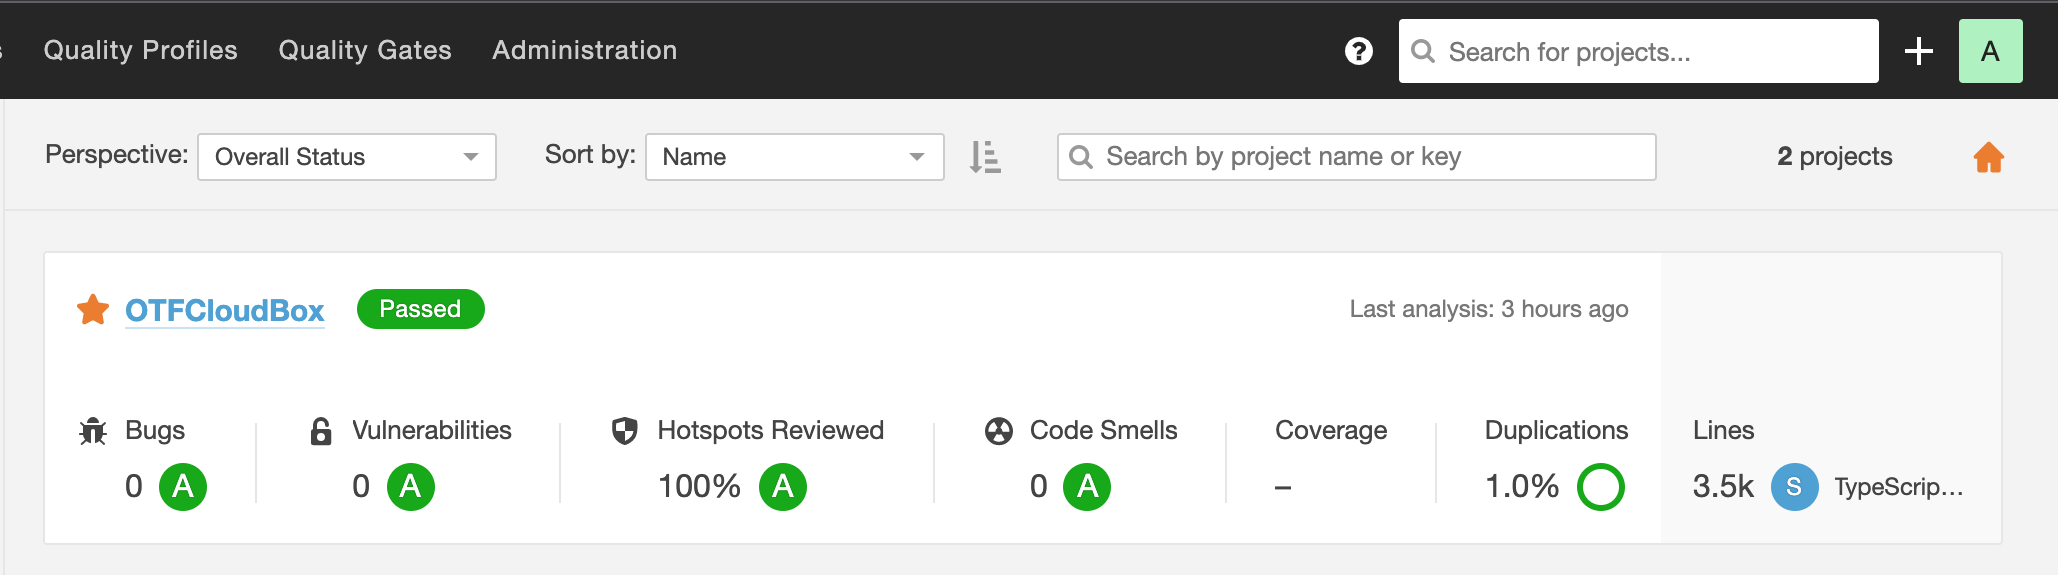 Quality Profiles Quality Gates Administration ? Search for projects... + A
Perspective: Overall Status Sort by: Name Search by project name or key 2 projects
OTFCloudBox Passed Last analysis: 3 hours ago
Bugs Vulnerabilities Hotspots Reviewed Code Smells Coverage Duplications Lines
0 A 0 A 100% A 0 A – 1.0% 3.5k S TypeScrip...